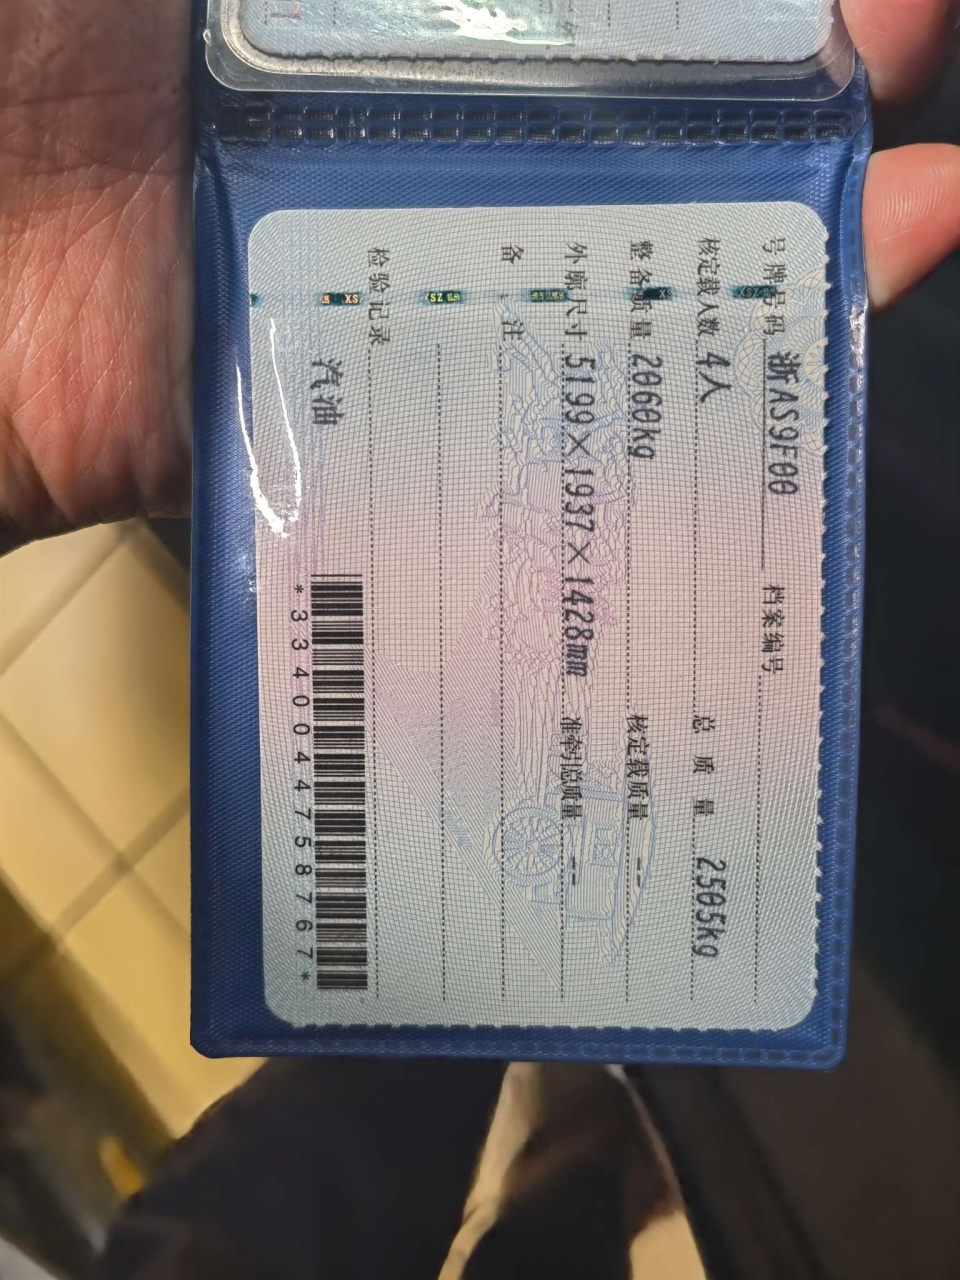 号牌号码 浙FAS9F00 档案编号
核定载人数 4人 总质量 2505kg
整备质量 2060kg 核定载质量 --
外廓尺寸 5199×1937×1428mm 准牵引总质量 --
备注
检验记录
汽油
*3340044758767*